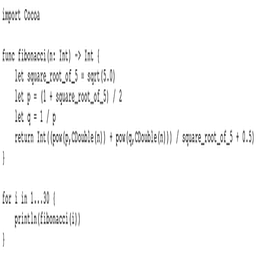 import Cocoa
func fibonacci(n: Int) -> Int {
let square_root_of_5 = sqrt(5.0)
let p = (1 + square_root_of_5) / 2
let q = 1 / p
return Int((pow(p,CDouble(n)) + pow(q,CDouble(n))) / square_root_of_5 + 0.5)
}
for i in 1...30 {
println(fibonacci(i))
}